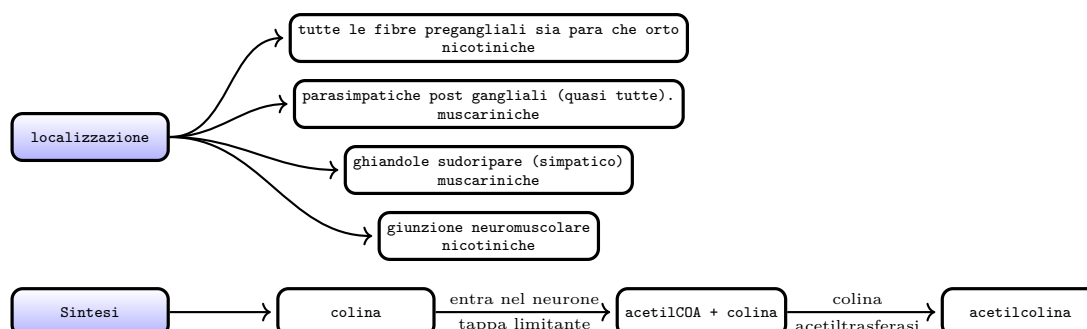 tutte le fibre pregangliali sia para che orto
nicotiniche
parasimpatiche post gangliali (quasi tutte).
muscariniche
localizzazione
ghiandole sudoripare (simpatico)
muscariniche
giunzione neuromuscolare
nicotiniche
Sintesi
colina
entra nel neurone
tappa limitante
acetilCOA + colina
colina
acetiltrasferasi
acetilcolina